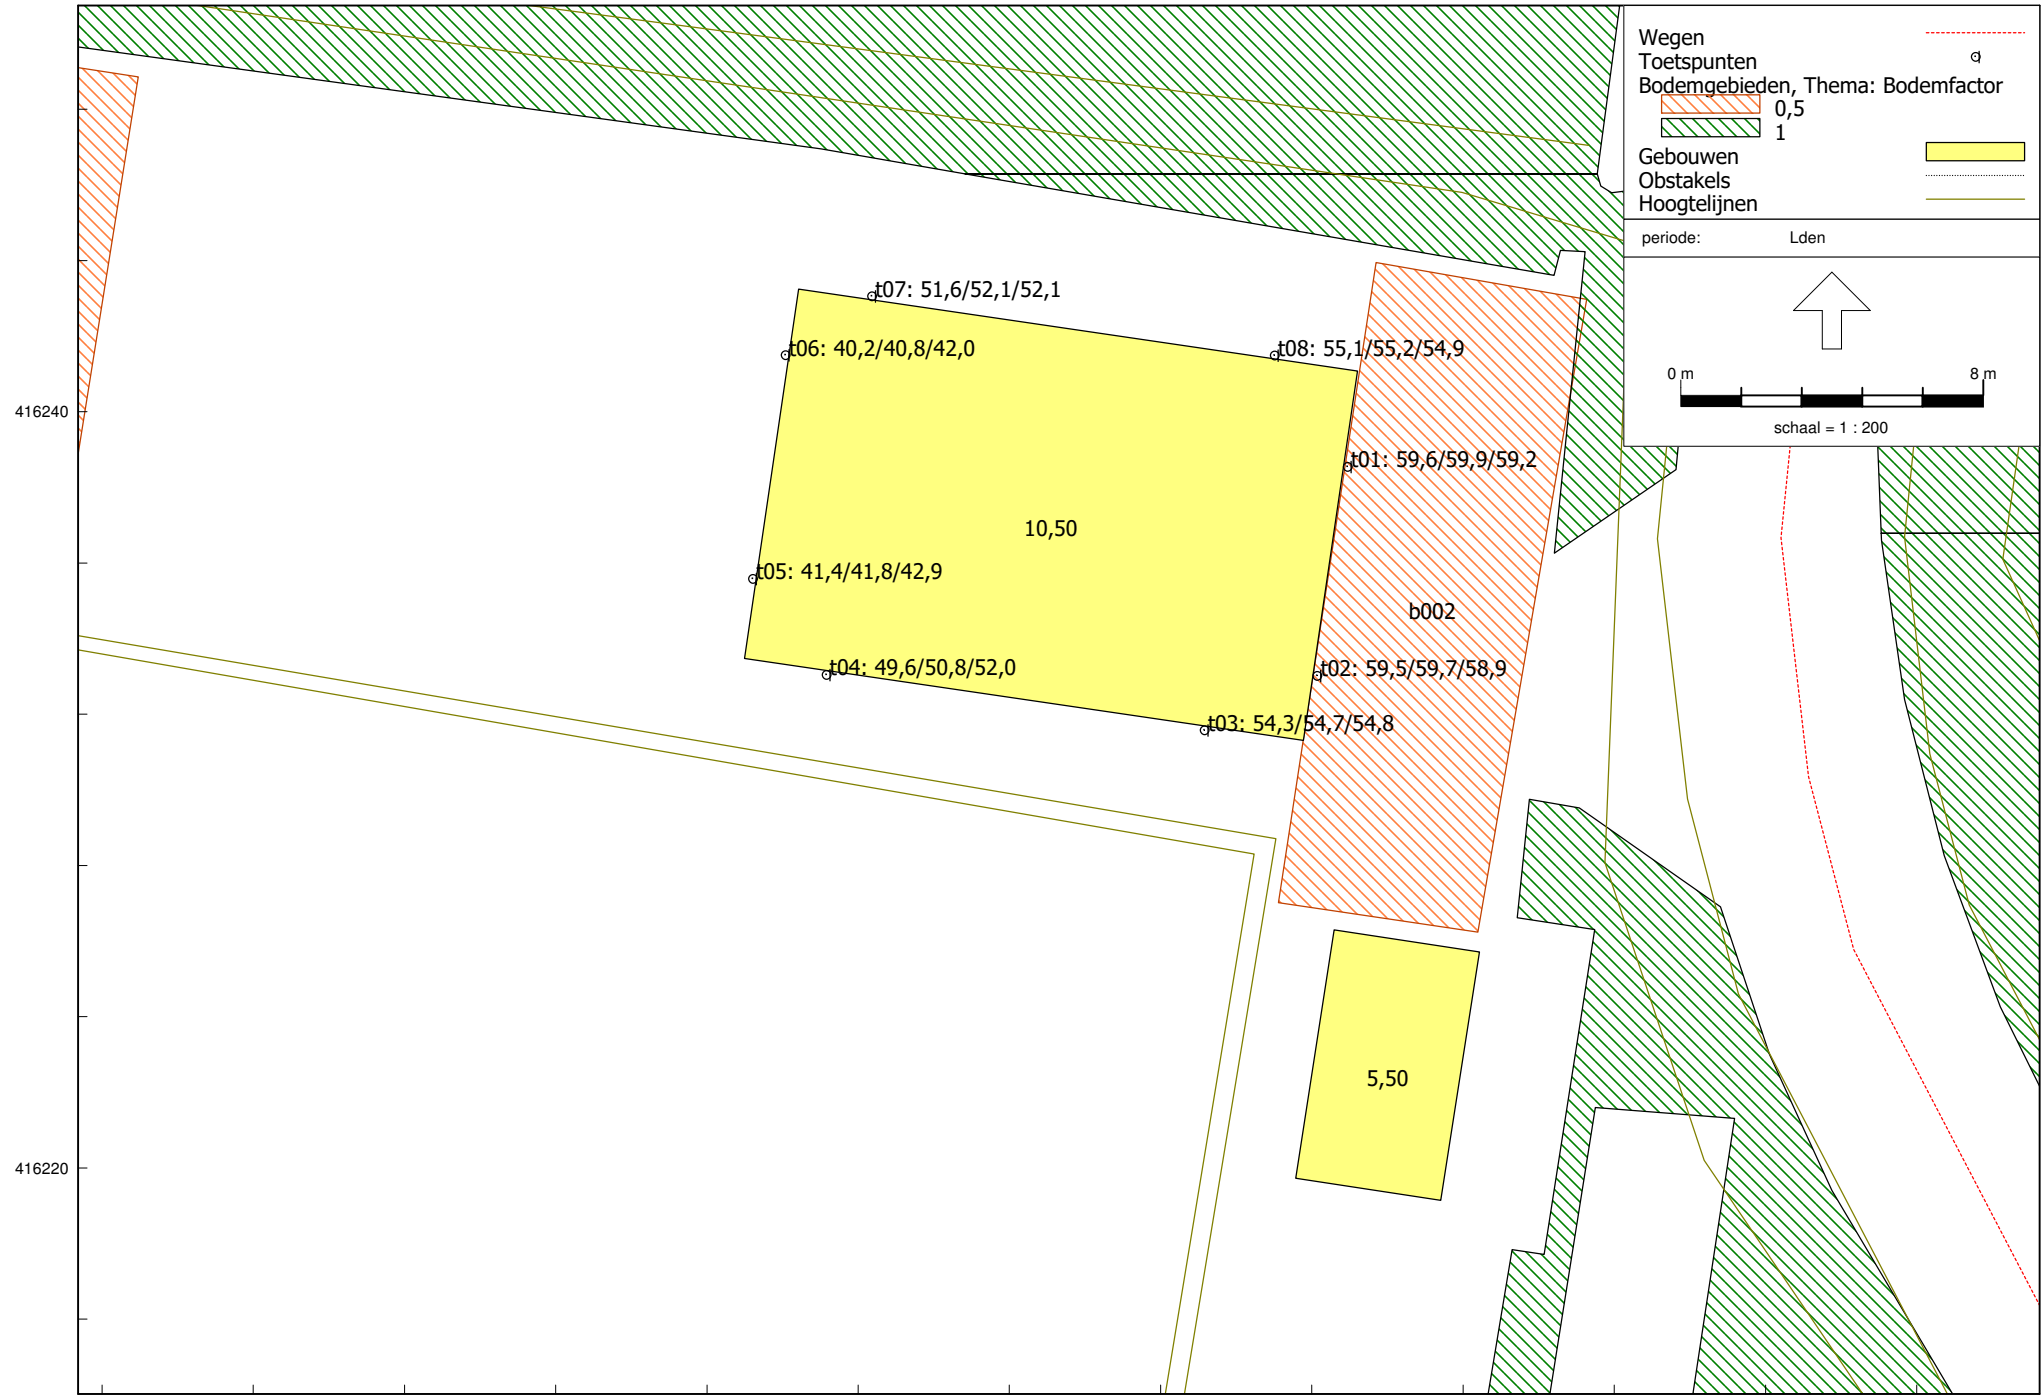 Wegen
Toetspunten
Bodemgebieden, Thema: Bodemfactor
0,5
1
Gebouwen
Obstakels
Hoogtelijnen
periode: Lden
0 m 8 m
schaal = 1 : 200
t07: 51,6/52,1/52,1
t06: 40,2/40,8/42,0
t08: 55,1/55,2/54,9
416240
t01: 59,6/59,9/59,2
10,50
t05: 41,4/41,8/42,9
b002
t04: 49,6/50,8/52,0
t02: 59,5/59,7/58,9
t03: 54,3/54,7/54,8
5,50
416220